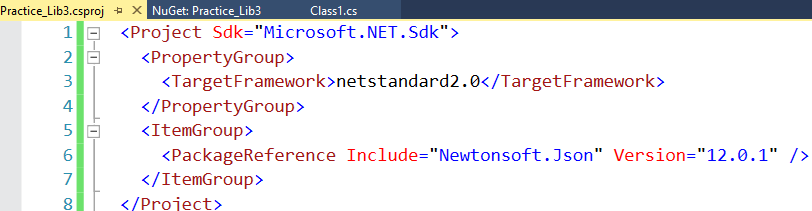 Practice_Lib3.csproj NuGet: Practice_Lib3 Class1.cs
1 <Project Sdk="Microsoft.NET.Sdk">
2 <PropertyGroup>
3 <TargetFramework>netstandard2.0</TargetFramework>
4 </PropertyGroup>
5 <ItemGroup>
6 <PackageReference Include="Newtonsoft.Json" Version="12.0.1" />
7 </ItemGroup>
8 </Project>